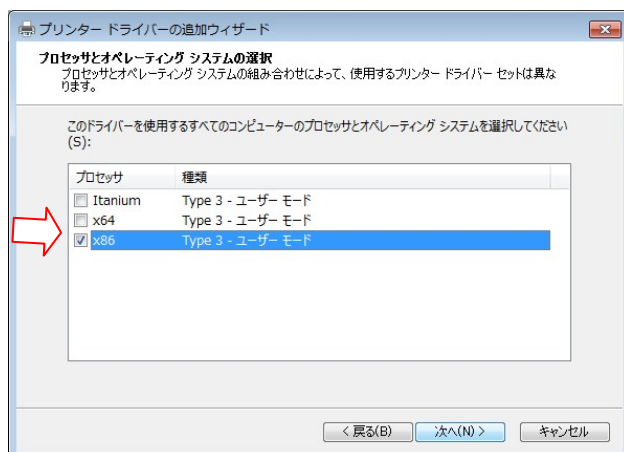 プリンター ドライバーの追加ウィザード
プロセッサとオペレーティング システムの選択
プロセッサとオペレーティング システムの組み合わせによって、使用するプリンター ドライバー セットは異な
ります。
このドライバーを使用するすべてのコンピューターのプロセッサとオペレーティング システムを選択してください
(S):
プロセッサ 種類
Itanium Type 3 - ユーザー モード
x64 Type 3 - ユーザー モード
x86 Type 3 - ユーザー モード
< 戻る(B) 次へ(N) > キャンセル